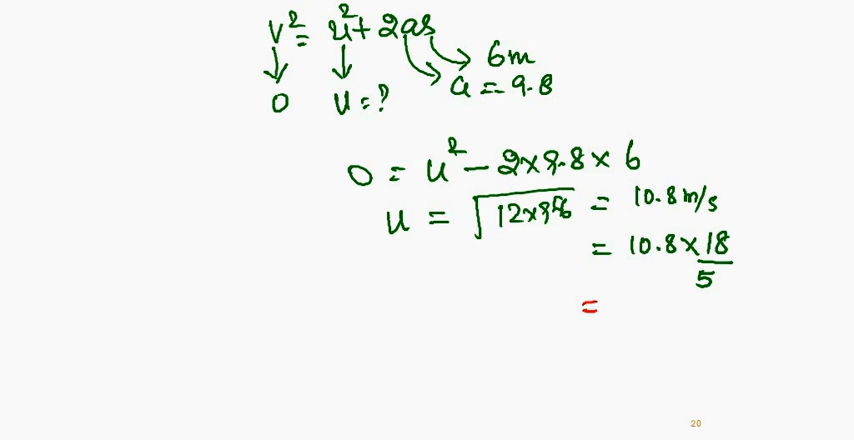 v² = u² + 2as
6m
a = 9.8
0 u = ?
0 = u² - 2×9.8×6
u = √12×9.8 = 10.8 m/s
= 10.8 × 18/5
=
20